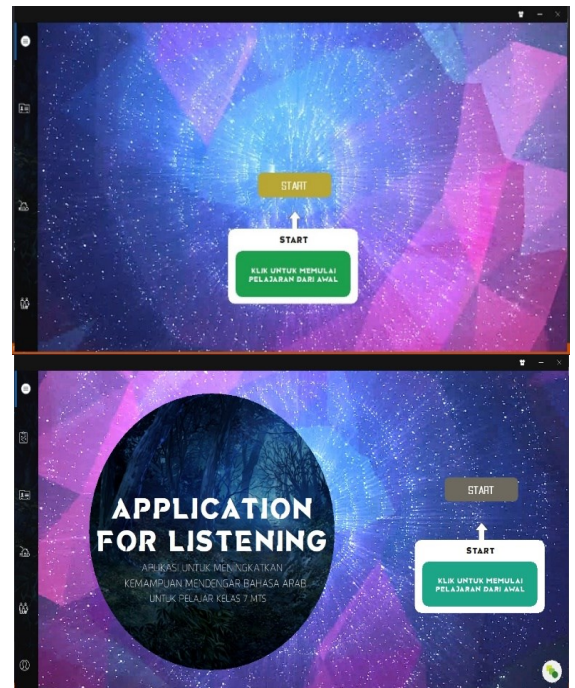 START
START
KLIK UNTUK MEMULAI
PELAJARAN DARI AWAL
APPLICATION
FOR LISTENING
APLIKASI UNTUK MENINGKATKAN
KEMAMPUAN MENDENGAR BAHASA ARAB
UNTUK PELAJAR KELAS 7 MTS
START
START
KLIK UNTUK MEMULAI
PELAJARAN DARI AWAL